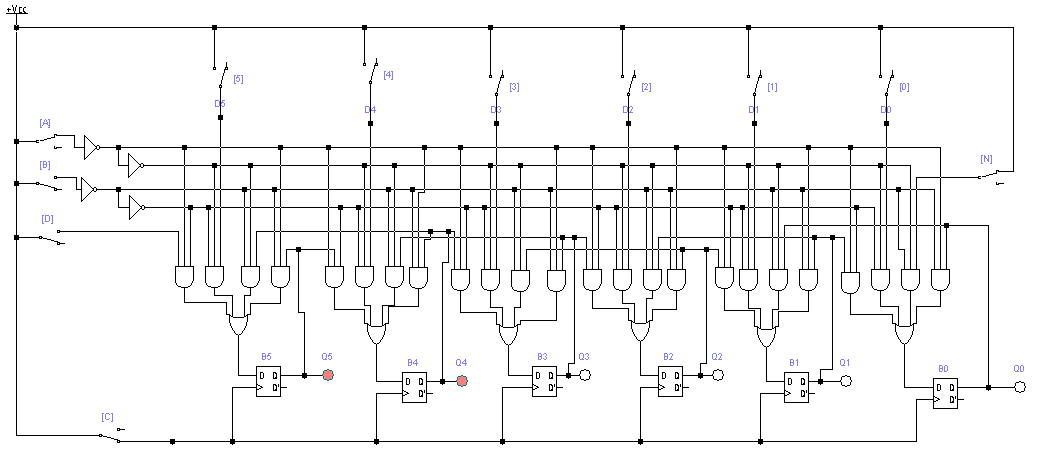 +Vcc
[5] [4] [3] [2] [1] [0]
D5 D4 D3 D2 D1 D0
[A]
[B] [N]
[D]
B5 Q5 B4 Q4 B3 Q3 B2 Q2 B1 Q1 B0 Q0
D Q D Q D Q D Q D Q D Q
Q' Q' Q' Q' Q' Q'
[C]